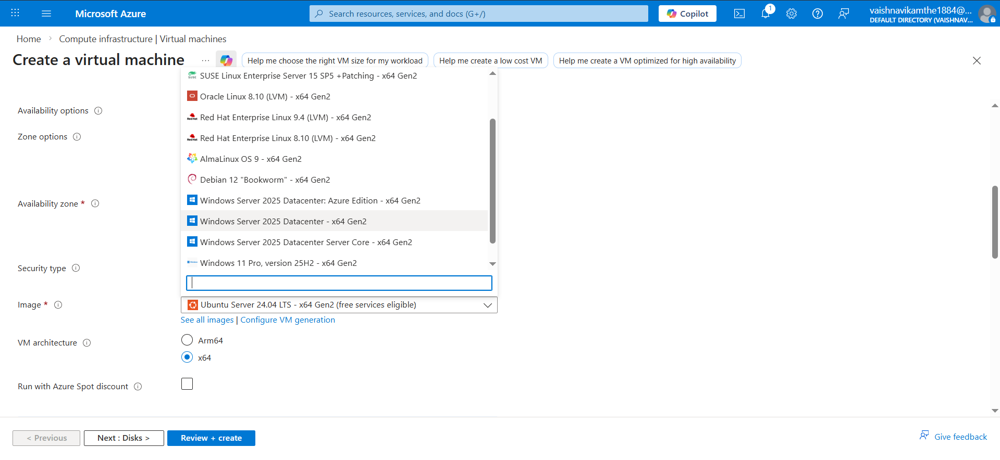 Microsoft Azure
Search resources, services, and docs (G+/)
Copilot
1
vaishnavikamthe1884@...
DEFAULT DIRECTORY (VAISHNAV...
Home > Compute infrastructure | Virtual machines
Create a virtual machine
...
Help me choose the right VM size for my workload
Help me create a low cost VM
Help me create a VM optimized for high availability
SUSE Linux Enterprise Server 15 SP5 +Patching - x64 Gen2
Oracle Linux 8.10 (LVM) - x64 Gen2
Availability options
Red Hat Enterprise Linux 9.4 (LVM) - x64 Gen2
Zone options
Red Hat Enterprise Linux 8.10 (LVM) - x64 Gen2
AlmaLinux OS 9 - x64 Gen2
Debian 12 "Bookworm" - x64 Gen2
Windows Server 2025 Datacenter: Azure Edition - x64 Gen2
Availability zone *
Windows Server 2025 Datacenter - x64 Gen2
Windows Server 2025 Datacenter Server Core - x64 Gen2
Windows 11 Pro, version 25H2 - x64 Gen2
Security type
Image *
Ubuntu Server 24.04 LTS - x64 Gen2 (free services eligible)
See all images | Configure VM generation
VM architecture
Arm64
x64
Run with Azure Spot discount
< Previous
Next : Disks >
Review + create
Give feedback